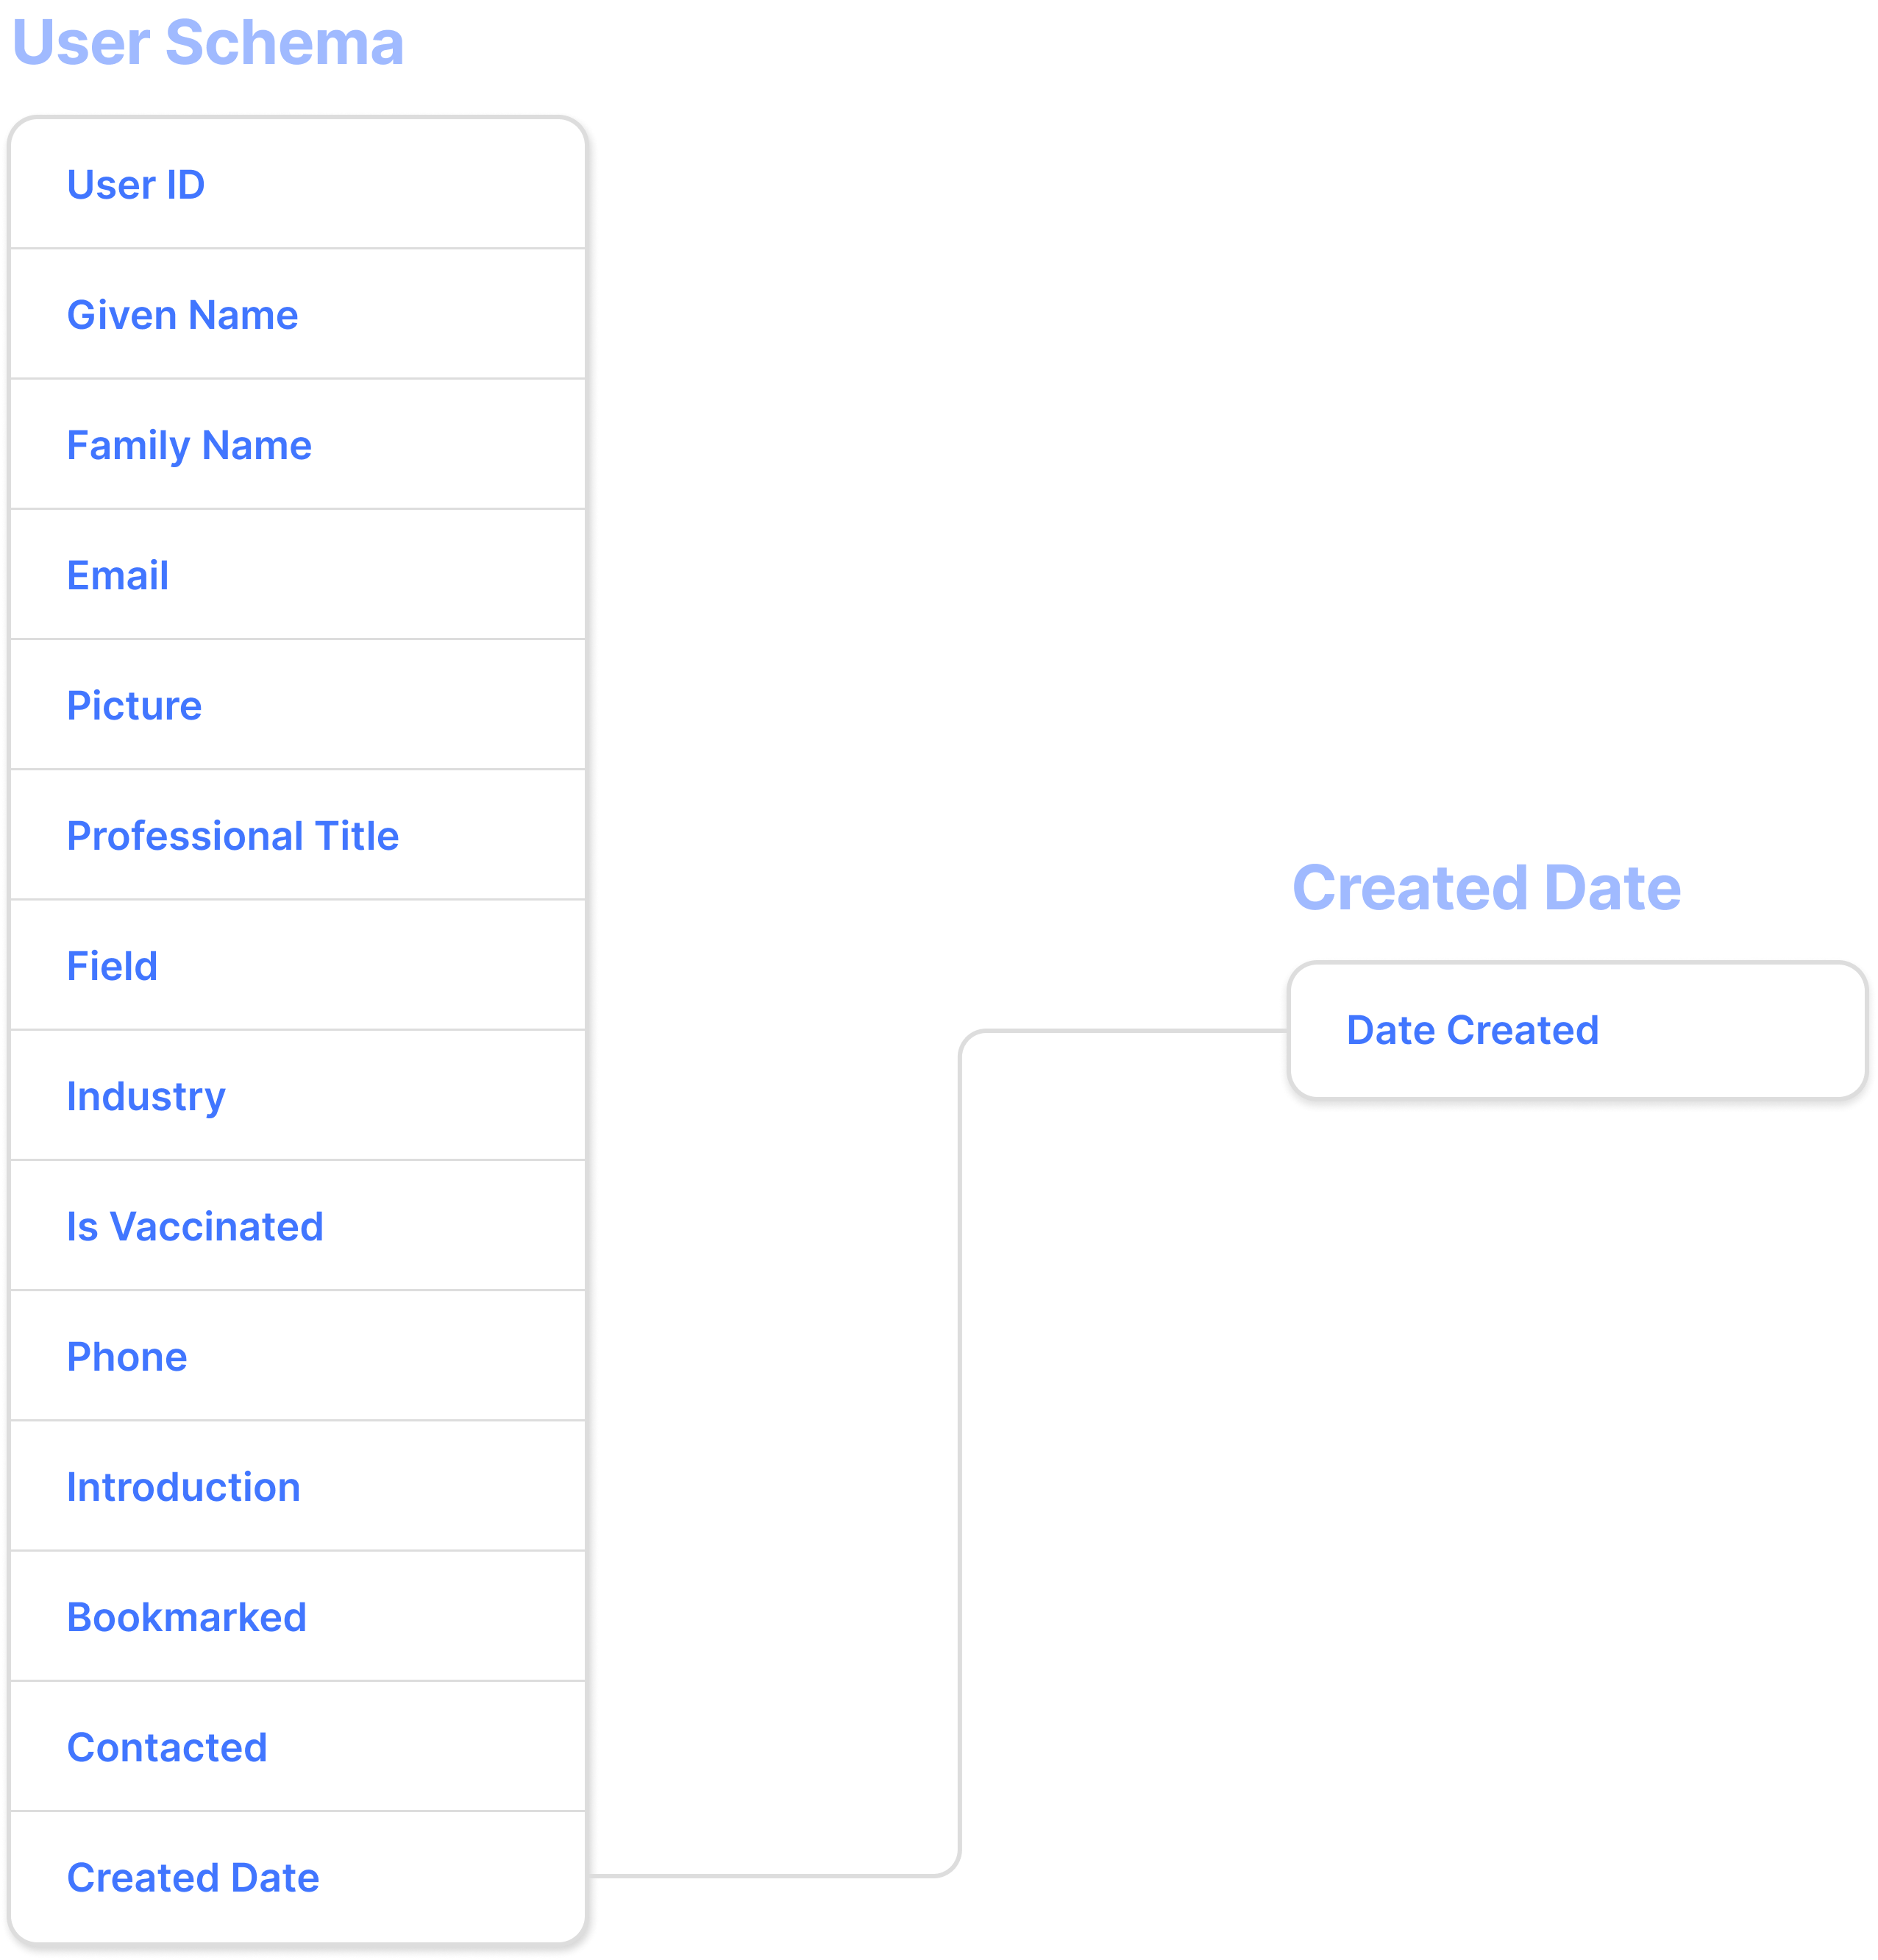 User Schema
User ID
Given Name
Family Name
Email
Picture
Professional Title
Field
Industry
Is Vaccinated
Phone
Introduction
Bookmarked
Contacted
Created Date
Created Date
Date Created